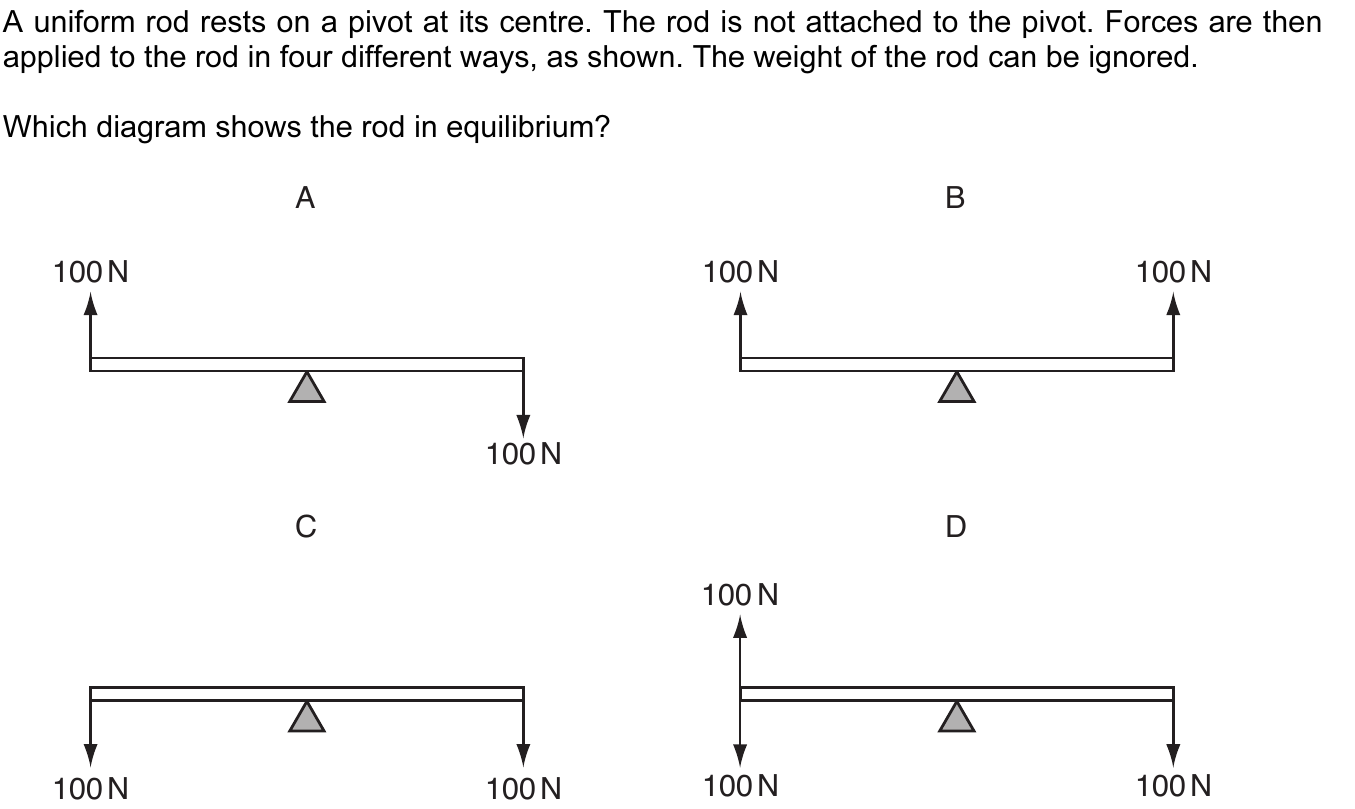 A uniform rod rests on a pivot at its centre. The rod is not attached to the pivot. Forces are then
applied to the rod in four different ways, as shown. The weight of the rod can be ignored.
Which diagram shows the rod in equilibrium?
A
B
100 N
100 N
100 N
100 N
C
D
100 N
100 N
100 N
100 N
100 N